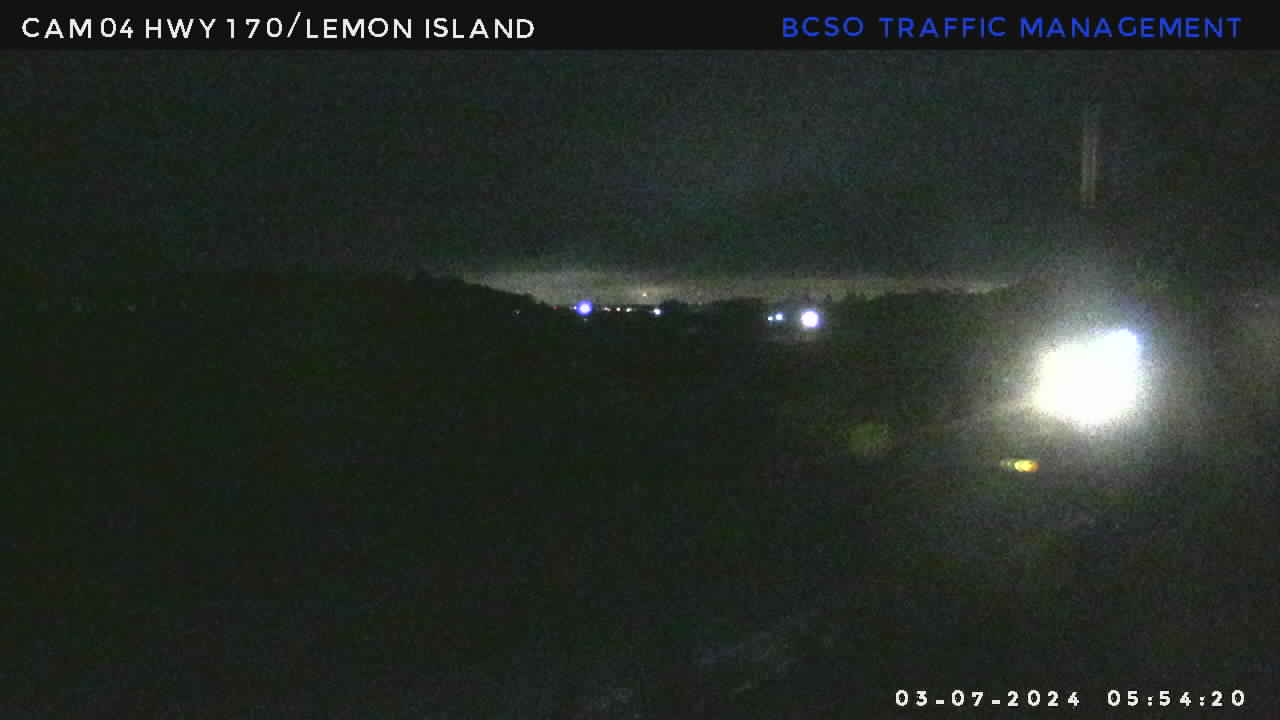 CAM04 HWY 170/LEMON ISLAND
BCSO TRAFFIC MANAGEMENT
03-07-2024 05:54:20